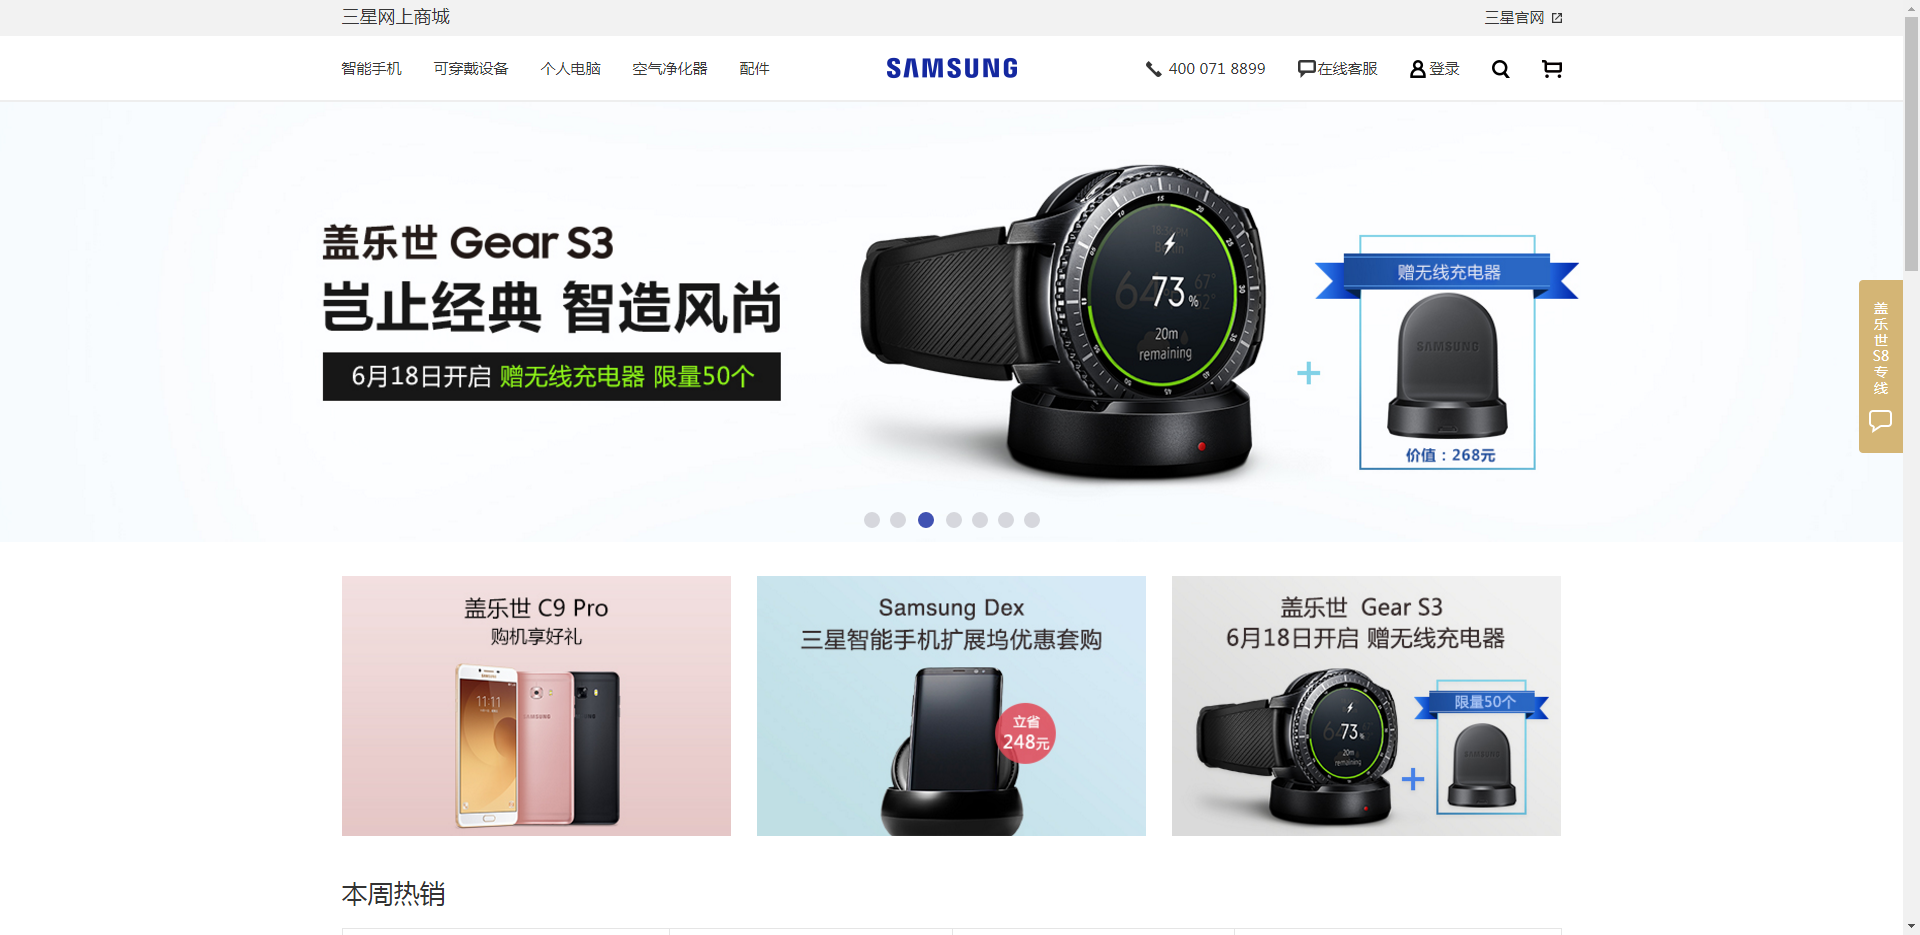 三星网上商城
三星官网
智能手机 可穿戴设备 个人电脑 空气净化器 配件
SAMSUNG
400 071 8899 在线客服 登录
盖乐世 Gear S3
岂止经典 智造风尚
6月18日开启 赠无线充电器 限量50个
73%
20m
remaining
赠无线充电器
SAMSUNG
价值：268元
盖乐世S8专线
盖乐世 C9 Pro
购机享好礼
11:11
SAMSUNG
Samsung Dex
三星智能手机扩展坞优惠套购
立省
248元
盖乐世 Gear S3
6月18日开启 赠无线充电器
73%
20m
remaining
限量50个
SAMSUNG
本周热销